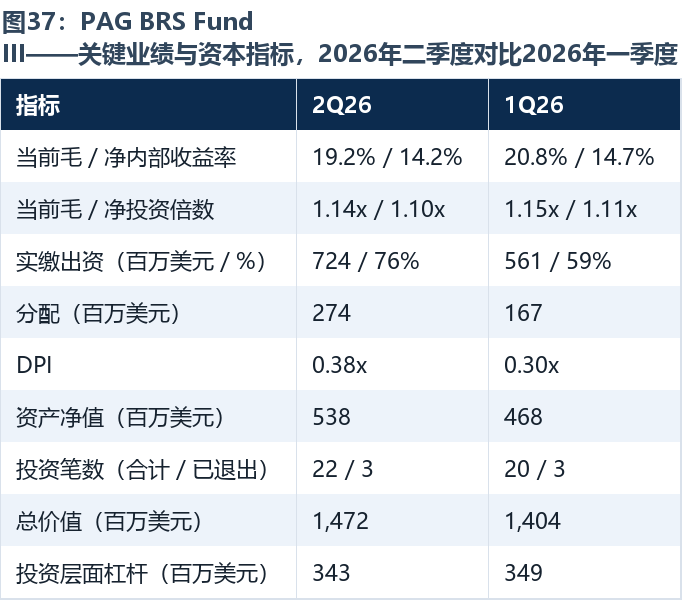 图37：PAG BRS Fund
III——关键业绩与资本指标，2026年二季度对比2026年一季度
指标 2Q26 1Q26
当前毛 / 净内部收益率 19.2% / 14.2% 20.8% / 14.7%
当前毛 / 净投资倍数 1.14x / 1.10x 1.15x / 1.11x
实缴出资（百万美元 / %） 724 / 76% 561 / 59%
分配（百万美元） 274 167
DPI 0.38x 0.30x
资产净值（百万美元） 538 468
投资笔数（合计 / 已退出） 22 / 3 20 / 3
总价值（百万美元） 1,472 1,404
投资层面杠杆（百万美元） 343 349